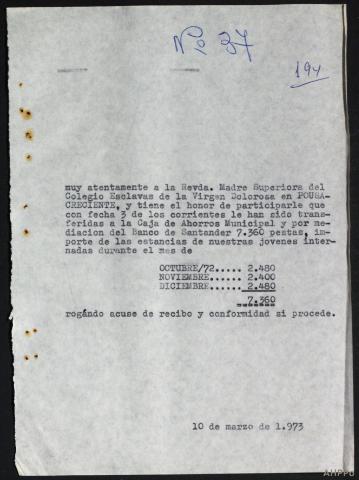 Nº 37
194
muy atentamente a la Revda. Madre Superiora del
Colegio Esclavas de la Virgen Dolorosa en POUSA-
CRECIENTE, y tiene el honor de participarle que
con fecha 3 de los corrientes le han sido trans-
feridas a la Caja de Ahorros Municipal y por me-
diacion del Banco de Santander 7.360 pestas, im-
porte de las estancias de nuestras jovenes inter-
nadas durante el mes de
OCTUBRE/72..... 2.480
NOVIEMBRE...... 2.400
DICIEMBRE...... 2.480
7.360
rogándo acuse de recibo y conformidad si procede.
10 de marzo de 1.973
AHPPo